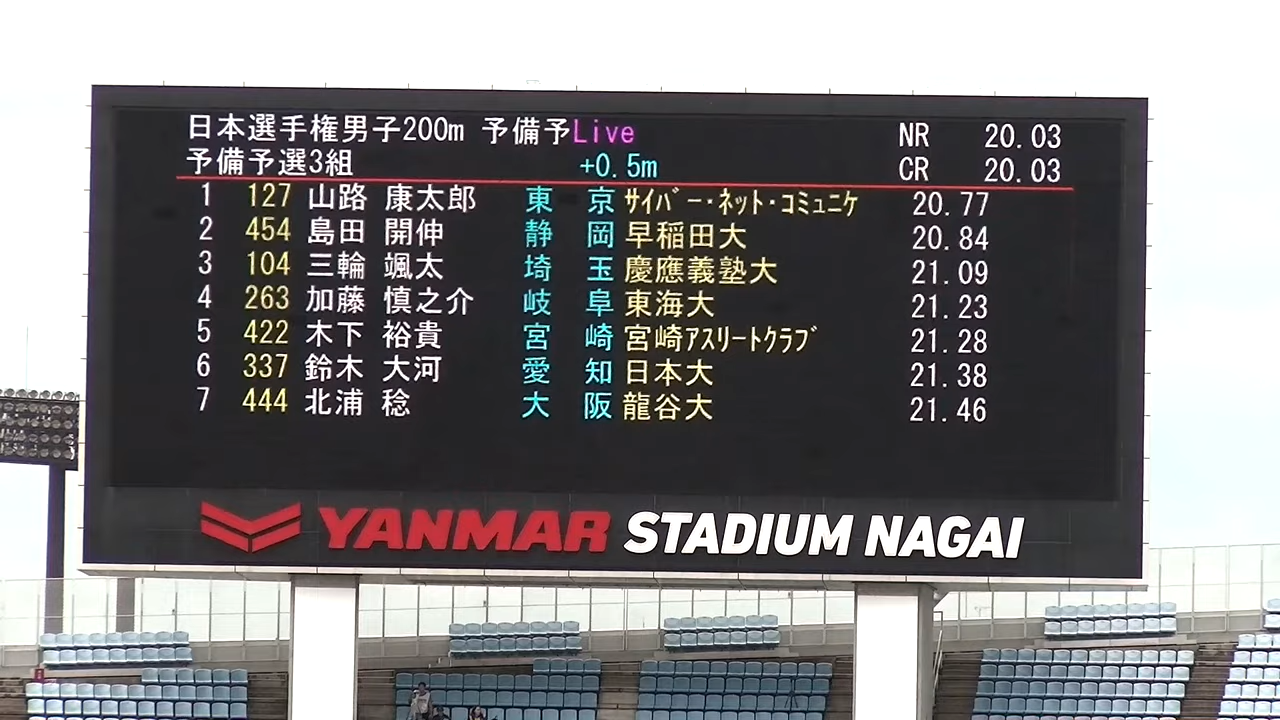 日本選手権男子200m 予備予Live NR 20.03
予備予選3組 +0.5m CR 20.03
1 127 山路 康太郎 東 京 ｻｲﾊﾞｰ・ﾈｯﾄ・ｺﾐｭﾆｹ 20.77
2 454 島田 開伸 静 岡 早稲田大 20.84
3 104 三輪 颯太 埼 玉 慶應義塾大 21.09
4 263 加藤 慎之介 岐 阜 東海大 21.23
5 422 木下 裕貴 宮 崎 宮崎ｱｽﾘｰﾄｸﾗﾌﾞ 21.28
6 337 鈴木 大河 愛 知 日本大 21.38
7 444 北浦 稔 大 阪 龍谷大 21.46
YANMAR STADIUM NAGAI